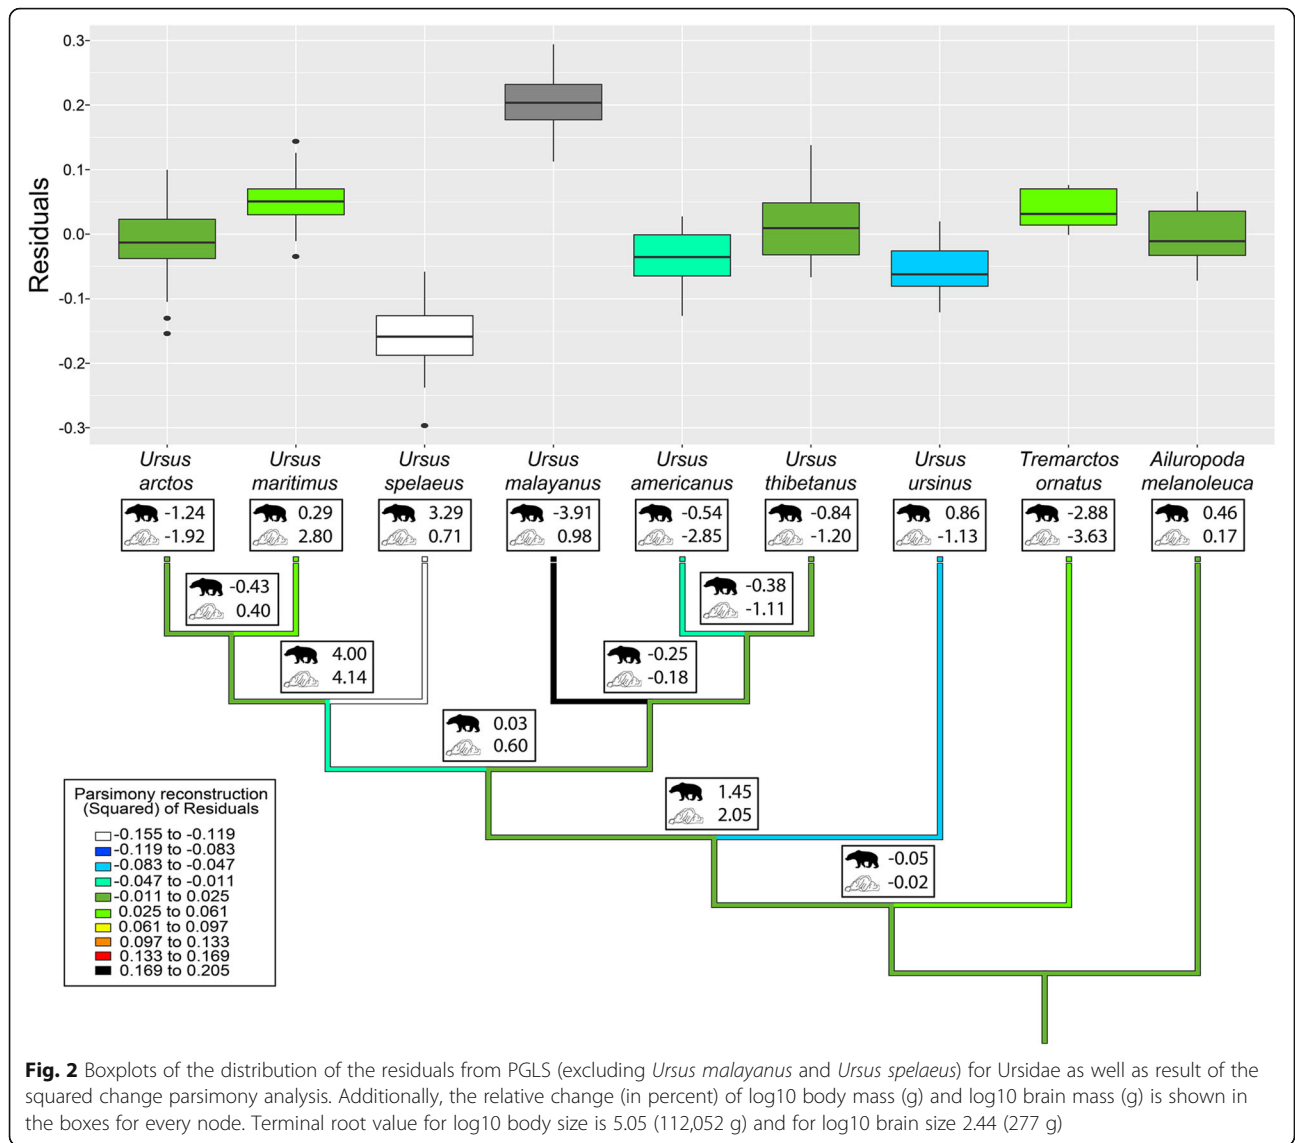 0.3
0.2
0.1
0.0
-0.1
-0.2
-0.3
Residuals
Ursus arctos
Ursus maritimus
Ursus spelaeus
Ursus malayanus
Ursus americanus
Ursus thibetanus
Ursus ursinus
Tremarctos ornatus
Ailuropoda melanoleuca
-1.24
-1.92
0.29
2.80
3.29
0.71
-3.91
0.98
-0.54
-2.85
-0.84
-1.20
0.86
-1.13
-2.88
-3.63
0.46
0.17
-0.43
0.40
-0.38
-1.11
4.00
4.14
-0.25
-0.18
0.03
0.60
1.45
2.05
-0.05
-0.02
Parsimony reconstruction
(Squared) of Residuals
-0.155 to -0.119
-0.119 to -0.083
-0.083 to -0.047
-0.047 to -0.011
-0.011 to 0.025
0.025 to 0.061
0.061 to 0.097
0.097 to 0.133
0.133 to 0.169
0.169 to 0.205
Fig. 2 Boxplots of the distribution of the residuals from PGLS (excluding Ursus malayanus and Ursus spelaeus) for Ursidae as well as result of the
squared change parsimony analysis. Additionally, the relative change (in percent) of log10 body mass (g) and log10 brain mass (g) is shown in
the boxes for every node. Terminal root value for log10 body size is 5.05 (112,052 g) and for log10 brain size 2.44 (277 g)